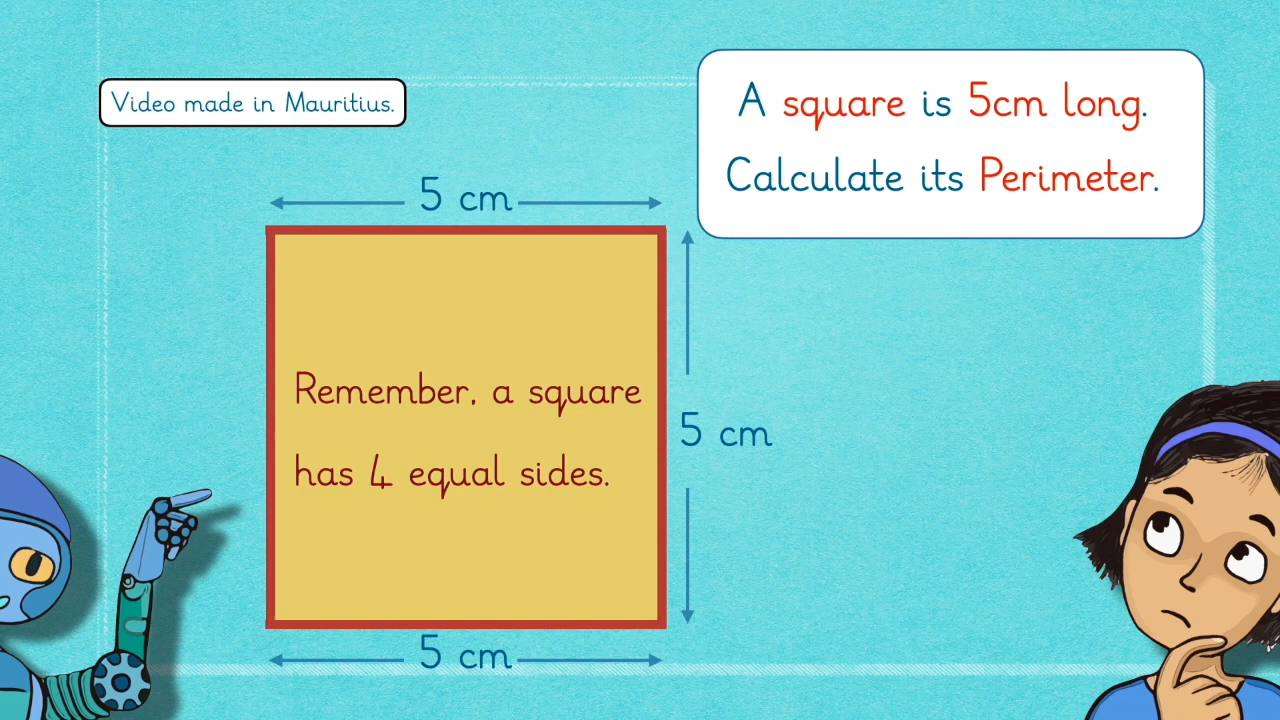 Video made in Mauritius.
A square is 5cm long.
Calculate its Perimeter.
5 cm
Remember, a square
has 4 equal sides.
5 cm
5 cm